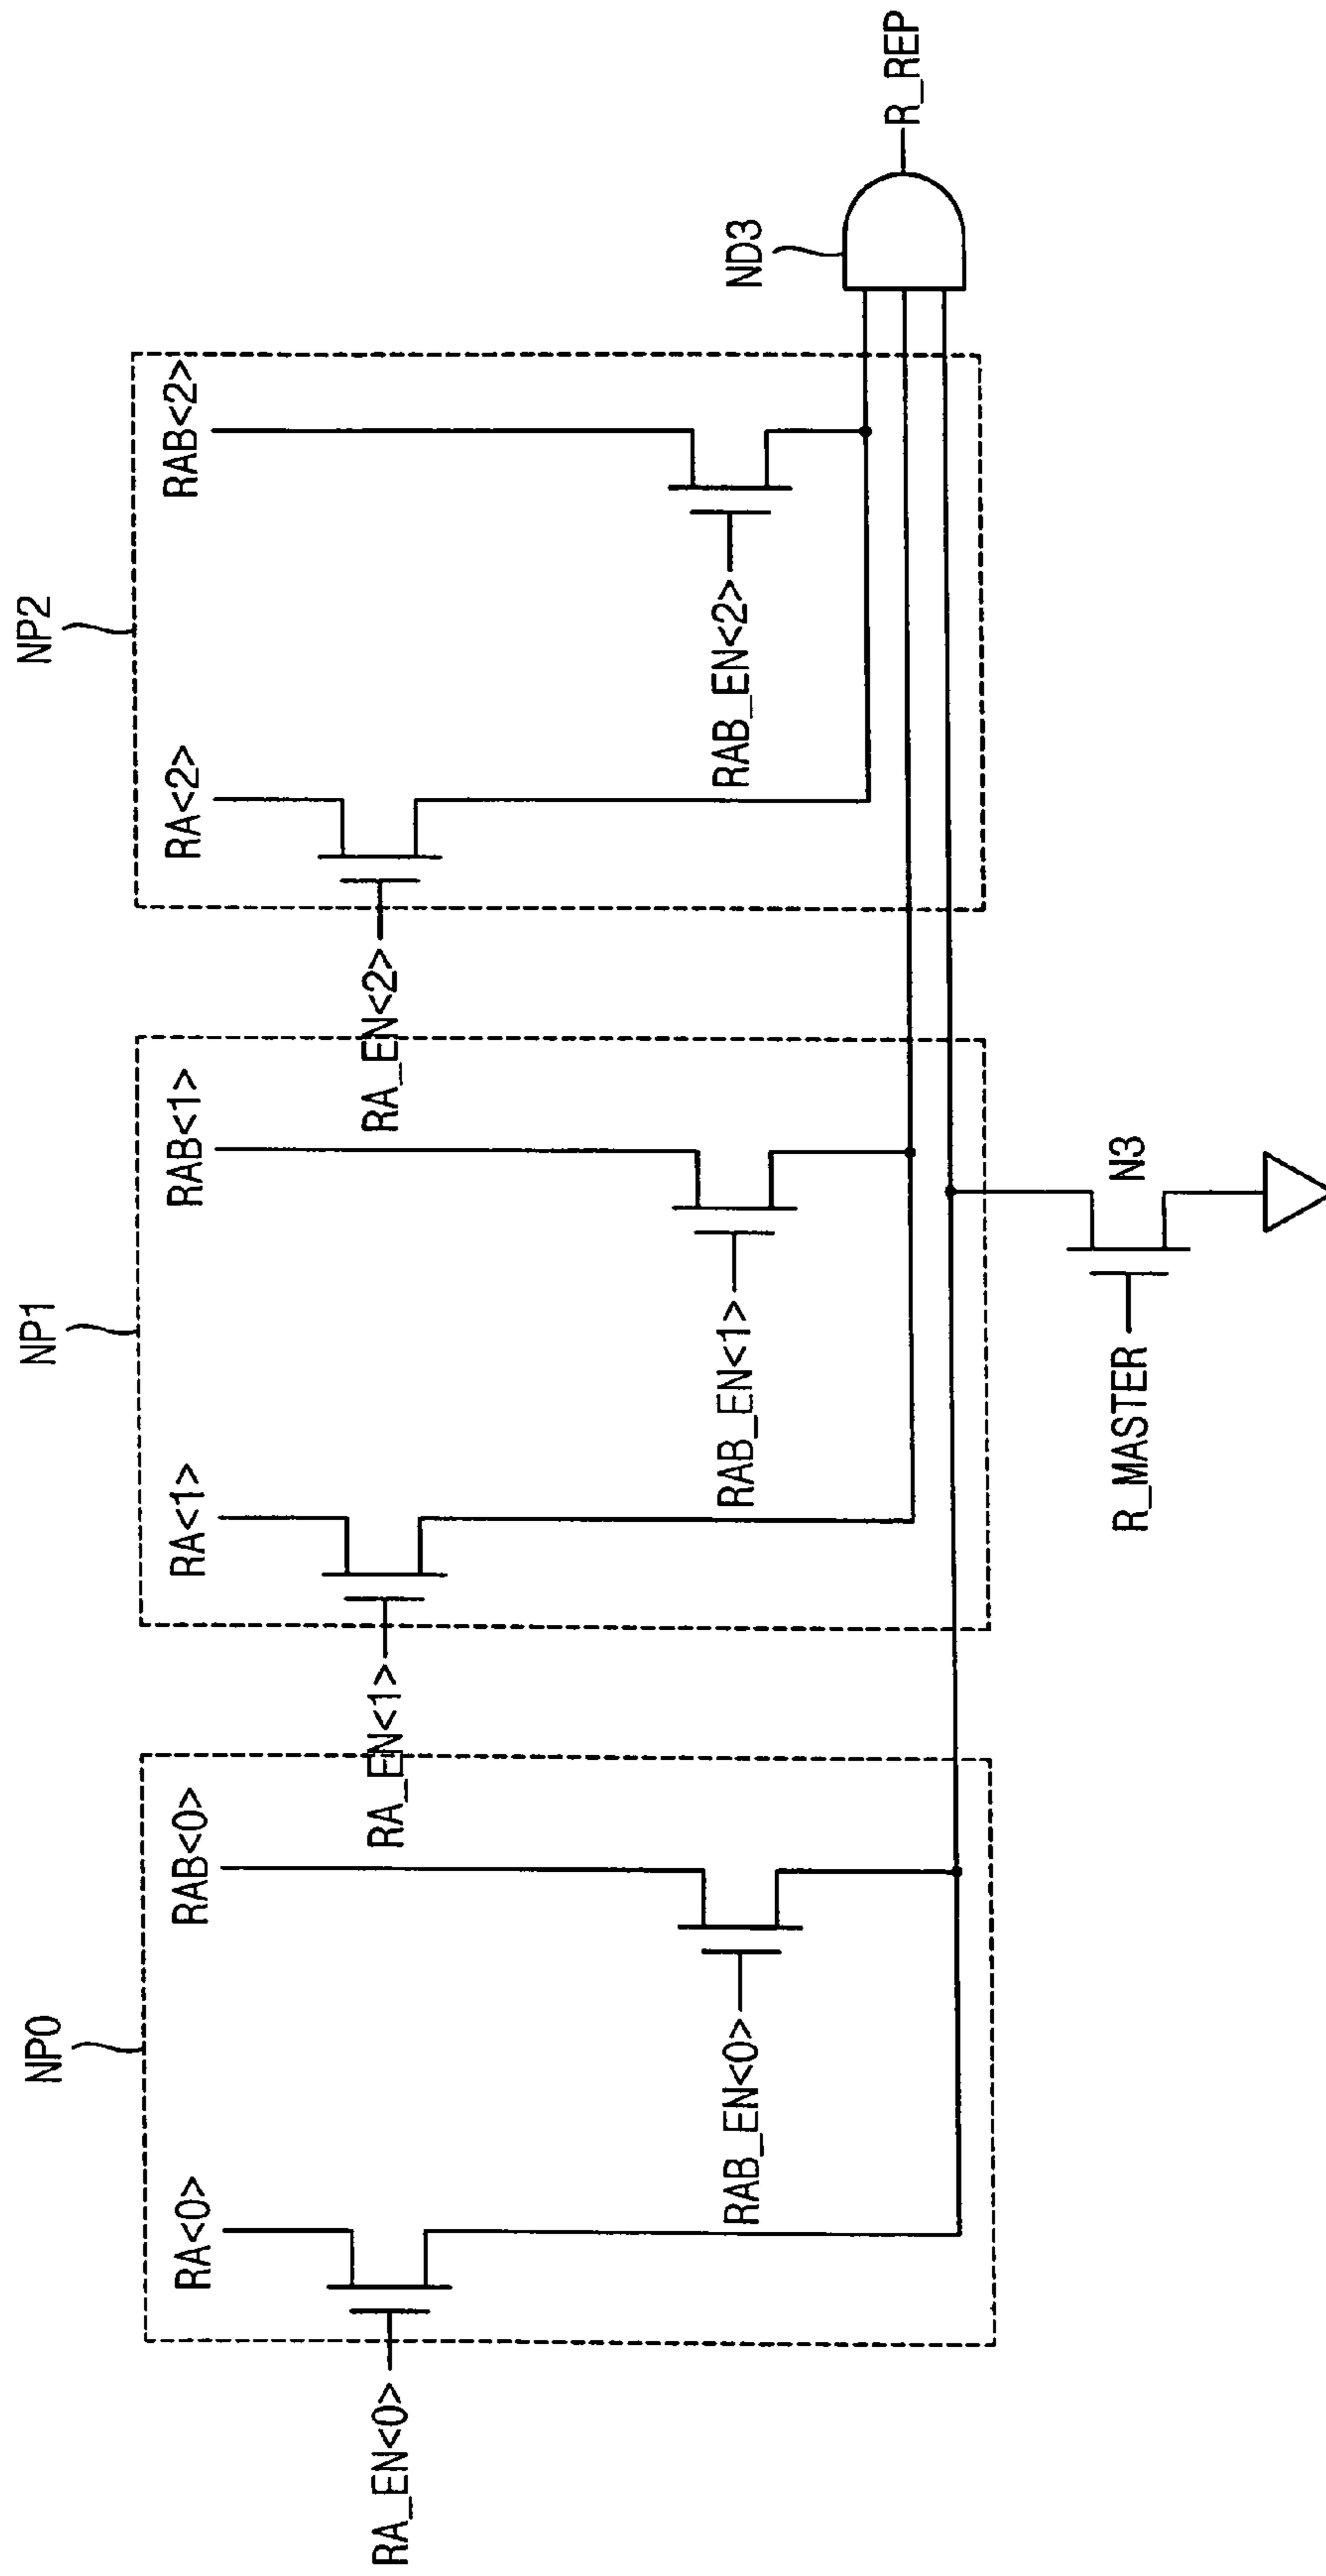 NP0
NP1
NP2
RA<0>
RAB<0>
RA<1>
RAB<1>
RA<2>
RAB<2>
RA_EN<0>
RA_EN<1>
RA_EN<2>
RAB_EN<0>
RAB_EN<1>
RAB_EN<2>
ND3
R_REP
R_MASTER
N3